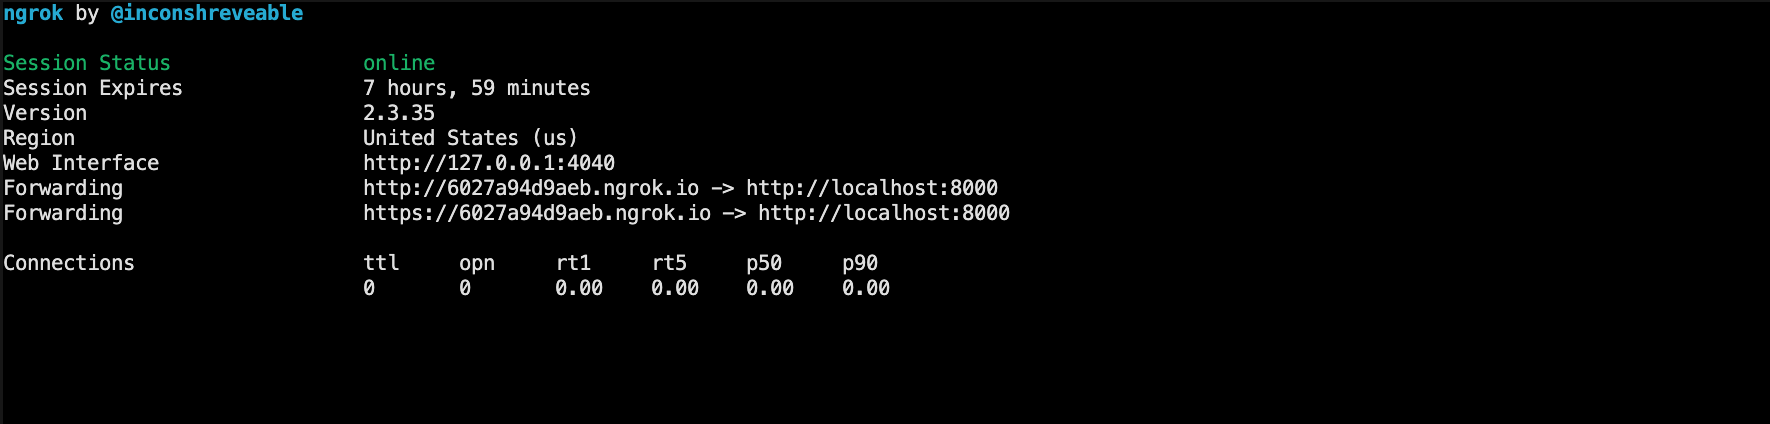 ngrok by @inconshreveable
Session Status online
Session Expires 7 hours, 59 minutes
Version 2.3.35
Region United States (us)
Web Interface http://127.0.0.1:4040
Forwarding http://6027a94d9aeb.ngrok.io -> http://localhost:8000
Forwarding https://6027a94d9aeb.ngrok.io -> http://localhost:8000
Connections ttl opn rt1 rt5 p50 p90
0 0 0.00 0.00 0.00 0.00